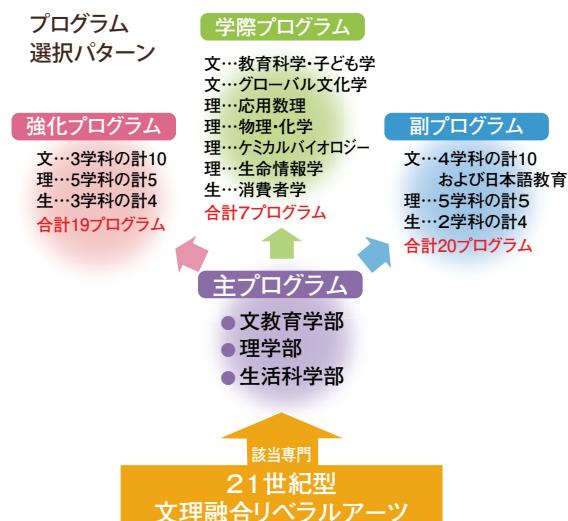 プログラム
選択パターン
学際プログラム
文…教育科学・子ども学
文…グローバル文化学
理…応用数理
理…物理・化学
理…ケミカルバイオロジー
理…生命情報学
生…消費者学
合計7プログラム
強化プログラム
文…3学科の計10
理…5学科の計5
生…3学科の計4
合計19プログラム
副プログラム
文…4学科の計10
および日本語教育
理…5学科の計5
生…2学科の計4
合計20プログラム
主プログラム
●文教育学部
●理学部
●生活科学部
該当専門
21世紀型
文理融合リベラルアーツ